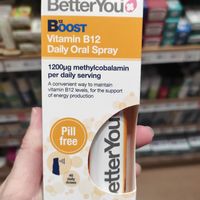 BetterYou
B12 BOOST
Vitamin B12
Daily Oral Spray
1200µg methylcobalamin
per daily serving
A convenient way to maintain
vitamin B12 levels, for the support
of energy production
Pill
free
BetterYou